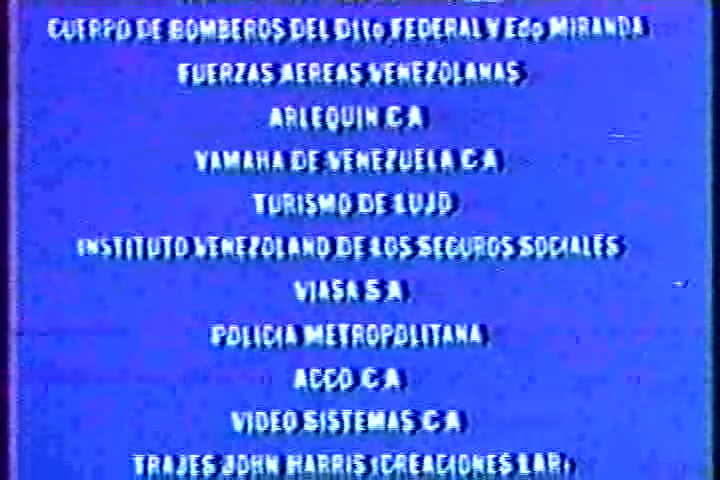 CUERPO DE BOMBEROS DEL Dtto FEDERAL Y Edo MIRANDA
FUERZAS AEREAS VENEZOLANAS
ARLEQUIN C A
YAMAHA DE VENEZUELA C A
TURISMO DE LUJO
INSTITUTO VENEZOLANO DE LOS SEGUROS SOCIALES
VIASA S A
POLICIA METROPOLITANA
ACCO C A
VIDEO SISTEMAS C A
TRAJES JOHN HARRIS (CREACIONES LAR)